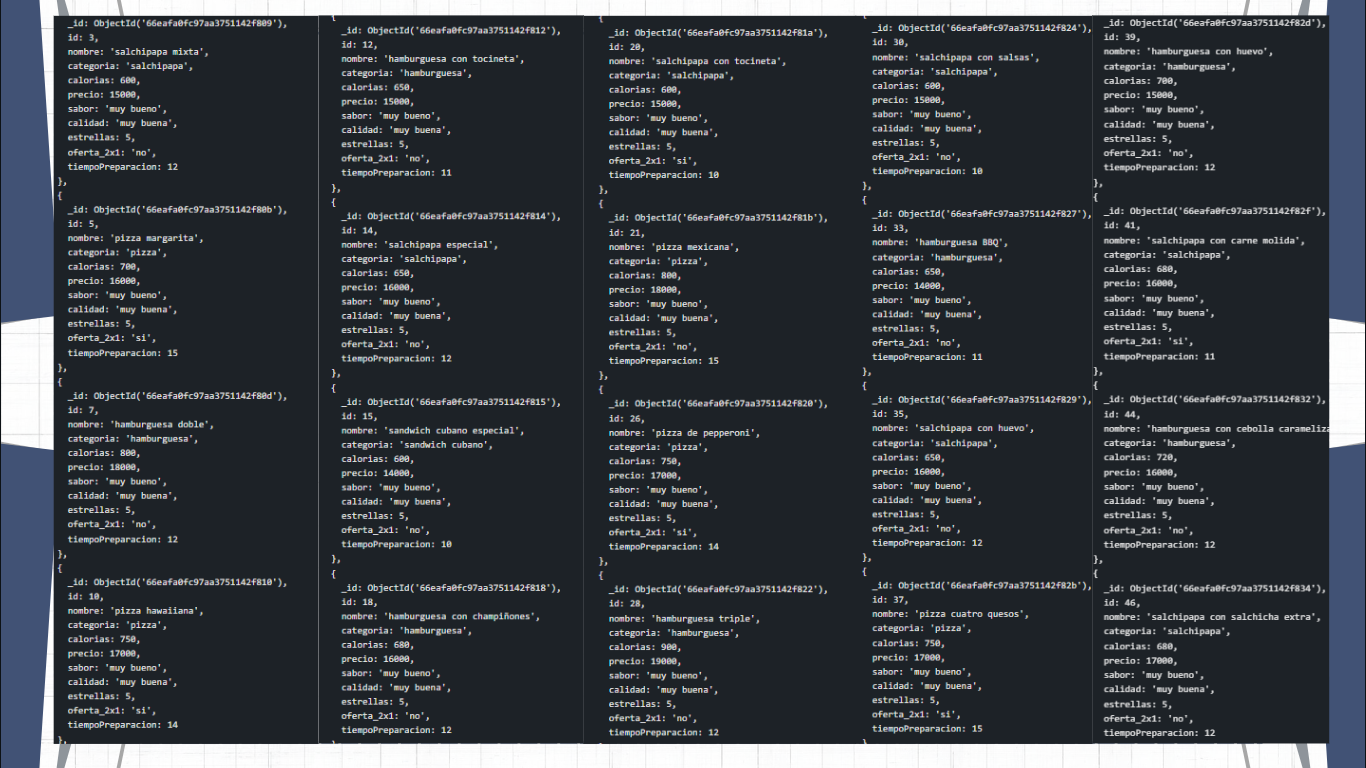 _id: ObjectId('66eafa0fc97aa3751142f809'),
id: 3,
nombre: 'salchipapa mixta',
categoria: 'salchipapa',
calorias: 600,
precio: 15000,
sabor: 'muy bueno',
calidad: 'muy buena',
estrellas: 5,
oferta_2x1: 'no',
tiempoPreparacion: 12
},
{
_id: ObjectId('66eafa0fc97aa3751142f80b'),
id: 5,
nombre: 'pizza margarita',
categoria: 'pizza',
calorias: 700,
precio: 16000,
sabor: 'muy bueno',
calidad: 'muy buena',
estrellas: 5,
oferta_2x1: 'si',
tiempoPreparacion: 15
},
{
_id: ObjectId('66eafa0fc97aa3751142f80d'),
id: 7,
nombre: 'hamburguesa doble',
categoria: 'hamburguesa',
calorias: 800,
precio: 18000,
sabor: 'muy bueno',
calidad: 'muy buena',
estrellas: 5,
oferta_2x1: 'no',
tiempoPreparacion: 12
},
{
_id: ObjectId('66eafa0fc97aa3751142f810'),
id: 10,
nombre: 'pizza hawaiiana',
categoria: 'pizza',
calorias: 750,
precio: 17000,
sabor: 'muy bueno',
calidad: 'muy buena',
estrellas: 5,
oferta_2x1: 'si',
tiempoPreparacion: 14
},
_id: ObjectId('66eafa0fc97aa3751142f812'),
id: 12,
nombre: 'hamburguesa con tocineta',
categoria: 'hamburguesa',
calorias: 650,
precio: 15000,
sabor: 'muy bueno',
calidad: 'muy buena',
estrellas: 5,
oferta_2x1: 'no',
tiempoPreparacion: 11
},
{
_id: ObjectId('66eafa0fc97aa3751142f814'),
id: 14,
nombre: 'salchipapa especial',
categoria: 'salchipapa',
calorias: 650,
precio: 16000,
sabor: 'muy bueno',
calidad: 'muy buena',
estrellas: 5,
oferta_2x1: 'no',
tiempoPreparacion: 12
},
{
_id: ObjectId('66eafa0fc97aa3751142f815'),
id: 15,
nombre: 'sandwich cubano especial',
categoria: 'sandwich cubano',
calorias: 600,
precio: 14000,
sabor: 'muy bueno',
calidad: 'muy buena',
estrellas: 5,
oferta_2x1: 'no',
tiempoPreparacion: 10
},
{
_id: ObjectId('66eafa0fc97aa3751142f818'),
id: 18,
nombre: 'hamburguesa con champiñones',
categoria: 'hamburguesa',
calorias: 680,
precio: 16000,
sabor: 'muy bueno',
calidad: 'muy buena',
estrellas: 5,
oferta_2x1: 'no',
tiempoPreparacion: 12
{
_id: ObjectId('66eafa0fc97aa3751142f81a'),
id: 20,
nombre: 'salchipapa con tocineta',
categoria: 'salchipapa',
calorias: 600,
precio: 15000,
sabor: 'muy bueno',
calidad: 'muy buena',
estrellas: 5,
oferta_2x1: 'si',
tiempoPreparacion: 10
},
{
_id: ObjectId('66eafa0fc97aa3751142f81b'),
id: 21,
nombre: 'pizza mexicana',
categoria: 'pizza',
calorias: 800,
precio: 18000,
sabor: 'muy bueno',
calidad: 'muy buena',
estrellas: 5,
oferta_2x1: 'no',
tiempoPreparacion: 15
},
{
_id: ObjectId('66eafa0fc97aa3751142f820'),
id: 26,
nombre: 'pizza de pepperoni',
categoria: 'pizza',
calorias: 750,
precio: 17000,
sabor: 'muy bueno',
calidad: 'muy buena',
estrellas: 5,
oferta_2x1: 'si',
tiempoPreparacion: 14
},
{
_id: ObjectId('66eafa0fc97aa3751142f822'),
id: 28,
nombre: 'hamburguesa triple',
categoria: 'hamburguesa',
calorias: 900,
precio: 19000,
sabor: 'muy bueno',
calidad: 'muy buena',
estrellas: 5,
oferta_2x1: 'no',
tiempoPreparacion: 12
_id: ObjectId('66eafa0fc97aa3751142f824'),
id: 30,
nombre: 'salchipapa con salsas',
categoria: 'salchipapa',
calorias: 600,
precio: 15000,
sabor: 'muy bueno',
calidad: 'muy buena',
estrellas: 5,
oferta_2x1: 'no',
tiempoPreparacion: 10
},
{
_id: ObjectId('66eafa0fc97aa3751142f827'),
id: 33,
nombre: 'hamburguesa BBQ',
categoria: 'hamburguesa',
calorias: 650,
precio: 14000,
sabor: 'muy bueno',
calidad: 'muy buena',
estrellas: 5,
oferta_2x1: 'no',
tiempoPreparacion: 11
},
{
_id: ObjectId('66eafa0fc97aa3751142f829'),
id: 35,
nombre: 'salchipapa con huevo',
categoria: 'salchipapa',
calorias: 650,
precio: 16000,
sabor: 'muy bueno',
calidad: 'muy buena',
estrellas: 5,
oferta_2x1: 'no',
tiempoPreparacion: 12
},
{
_id: ObjectId('66eafa0fc97aa3751142f82b'),
id: 37,
nombre: 'pizza cuatro quesos',
categoria: 'pizza',
calorias: 750,
precio: 17000,
sabor: 'muy bueno',
calidad: 'muy buena',
estrellas: 5,
oferta_2x1: 'si',
tiempoPreparacion: 15
_id: ObjectId('66eafa0fc97aa3751142f82d'),
id: 39,
nombre: 'hamburguesa con huevo',
categoria: 'hamburguesa',
calorias: 700,
precio: 15000,
sabor: 'muy bueno',
calidad: 'muy buena',
estrellas: 5,
oferta_2x1: 'no',
tiempoPreparacion: 12
},
{
_id: ObjectId('66eafa0fc97aa3751142f82f'),
id: 41,
nombre: 'salchipapa con carne molida',
categoria: 'salchipapa',
calorias: 680,
precio: 16000,
sabor: 'muy bueno',
calidad: 'muy buena',
estrellas: 5,
oferta_2x1: 'si',
tiempoPreparacion: 11
},
{
_id: ObjectId('66eafa0fc97aa3751142f832'),
id: 44,
nombre: 'hamburguesa con cebolla carameliza
categoria: 'hamburguesa',
calorias: 720,
precio: 16000,
sabor: 'muy bueno',
calidad: 'muy buena',
estrellas: 5,
oferta_2x1: 'no',
tiempoPreparacion: 12
},
{
_id: ObjectId('66eafa0fc97aa3751142f834'),
id: 46,
nombre: 'salchipapa con salchicha extra',
categoria: 'salchipapa',
calorias: 680,
precio: 17000,
sabor: 'muy bueno',
calidad: 'muy buena',
estrellas: 5,
oferta_2x1: 'no',
tiempoPreparacion: 12